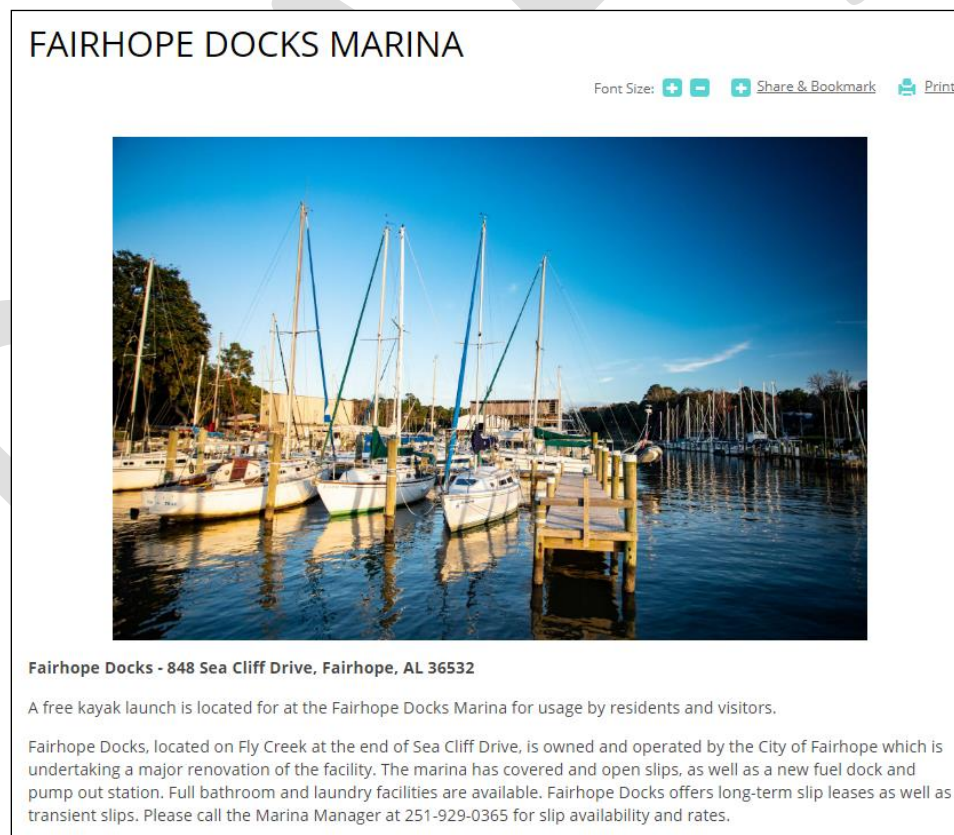 FAIRHOPE DOCKS MARINA
Font Size: Share & Bookmark Print
Fairhope Docks - 848 Sea Cliff Drive, Fairhope, AL 36532
A free kayak launch is located for at the Fairhope Docks Marina for usage by residents and visitors.
Fairhope Docks, located on Fly Creek at the end of Sea Cliff Drive, is owned and operated by the City of Fairhope which is
undertaking a major renovation of the facility. The marina has covered and open slips, as well as a new fuel dock and
pump out station. Full bathroom and laundry facilities are available. Fairhope Docks offers long-term slip leases as well as
transient slips. Please call the Marina Manager at 251-929-0365 for slip availability and rates.